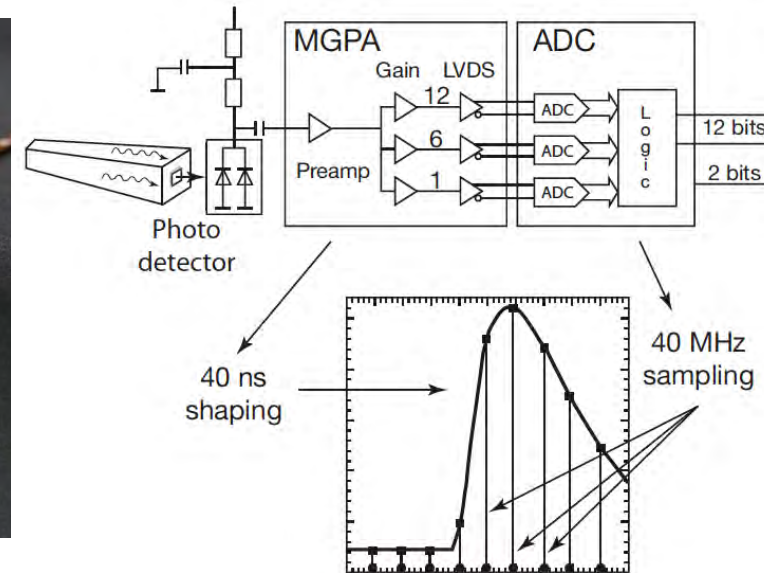 MGPA
ADC
Gain
LVDS
12
6
1
Preamp
ADC
ADC
ADC
Logic
12 bits
2 bits
Photo
detector
40 ns
shaping
40 MHz
sampling